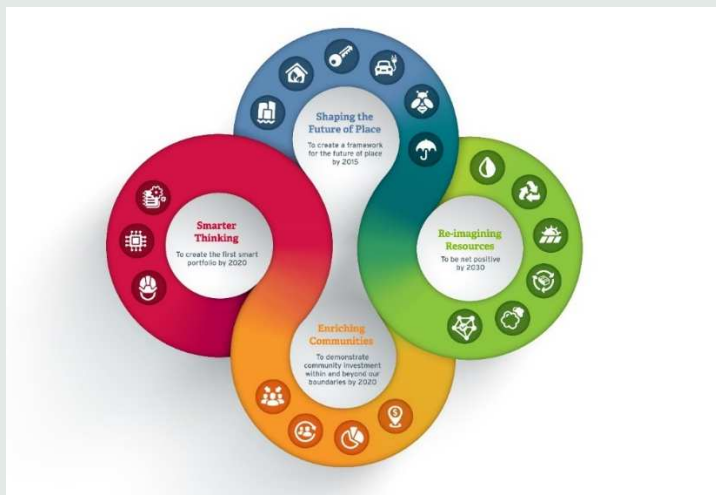 Shaping the
Future of Place
To create a framework
for the future of place
by 2015
Smarter
Thinking
To create the first smart
portfolio by 2020
Re-imagining
Resources
To be net positive
by 2030
Enriching
Communities
To demonstrate
community investment
within and beyond our
boundaries by 2020
$